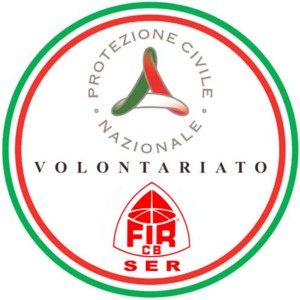 PROTEZIONE CIVILE
NAZIONALE
VOLONTARIATO
FIR
CB
SER